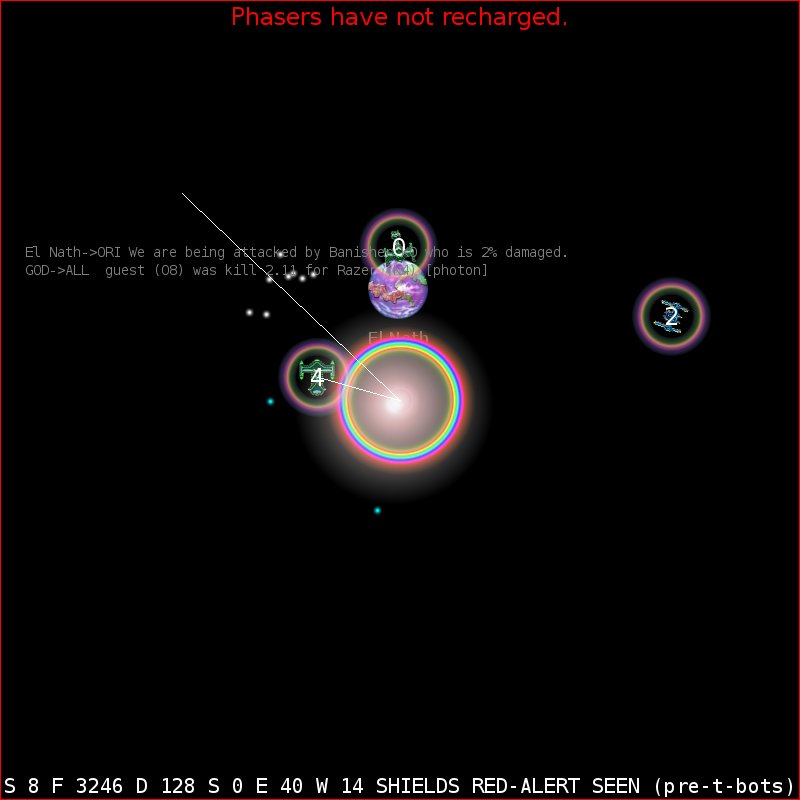 Phasers have not recharged.
0
El Nath->ORI We are being attacked by who is 2% damaged.
GOD->ALL guest (O8) was kill 2.11 for Razer [photon]
2
El Nath
4
S 8 F 3246 D 128 S 0 E 40 W 14 SHIELDS RED-ALERT SEEN (pre-t-bots)